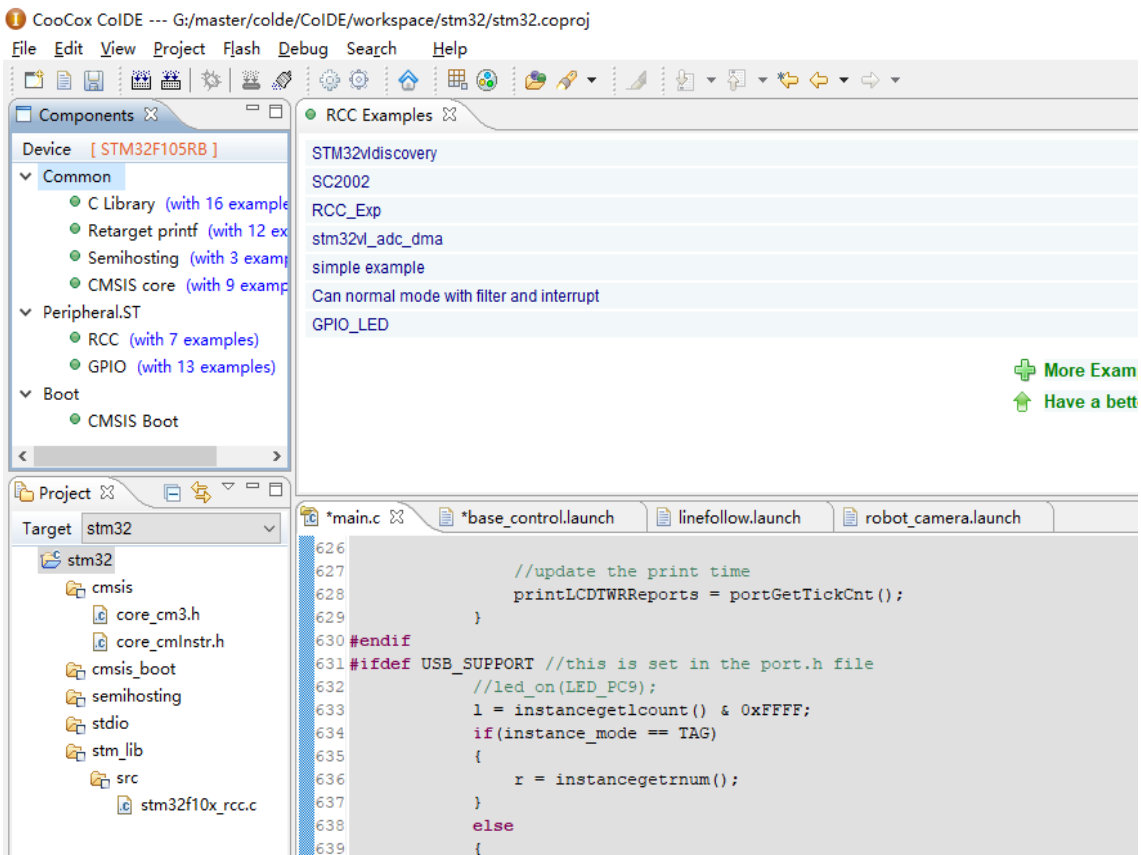 CooCox CoIDE --- G:/master/colde/CoIDE/workspace/stm32/stm32.coproj
File Edit View Project Flash Debug Search Help
Components
Device [ STM32F105RB ]
Common
C Library (with 16 example
Retarget printf (with 12 ex
Semihosting (with 3 examp
CMSIS core (with 9 examp
Peripheral.ST
RCC (with 7 examples)
GPIO (with 13 examples)
Boot
CMSIS Boot
RCC Examples
STM32vldiscovery
SC2002
RCC_Exp
stm32vl_adc_dma
simple example
Can normal mode with filter and interrupt
GPIO_LED
More Exam
Have a bett
Project
Target stm32
stm32
cmsis
core_cm3.h
core_cmInstr.h
cmsis_boot
semihosting
stdio
stm_lib
src
stm32f10x_rcc.c
*main.c *base_control.launch linefollow.launch robot_camera.launch
626
627 //update the print time
628 printLCDTWRReports = portGetTickCnt();
629 }
630 #endif
631 #ifdef USB_SUPPORT //this is set in the port.h file
632 //led_on(LED_PC9);
633 l = instancegetlcount() & 0xFFFF;
634 if(instance_mode == TAG)
635 {
636 r = instancegetrnum();
637 }
638 else
639 {